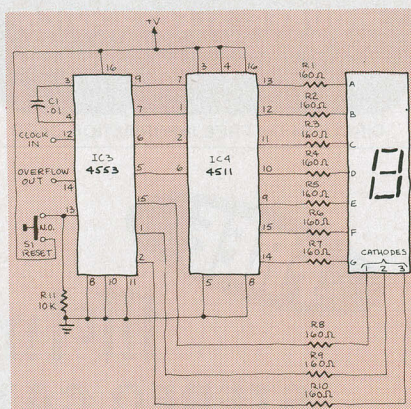 +V
16
3
4
16
3
9
7
13
R1
160Ω
A
C1
.01
4
7
1
12
R2
160Ω
B
CLOCK
IN
12
6
2
11
R3
160Ω
C
IC3
4553
IC4
4511
OVERFLOW
OUT
14
5
6
10
R4
160Ω
D
15
9
R5
160Ω
E
13
N.O.
S1
RESET
1
15
R6
160Ω
F
2
14
R7
160Ω
G
CATHODES
1 2 3
8
10
11
5
8
R11
10K
R8
160Ω
R9
160Ω
R10
160Ω